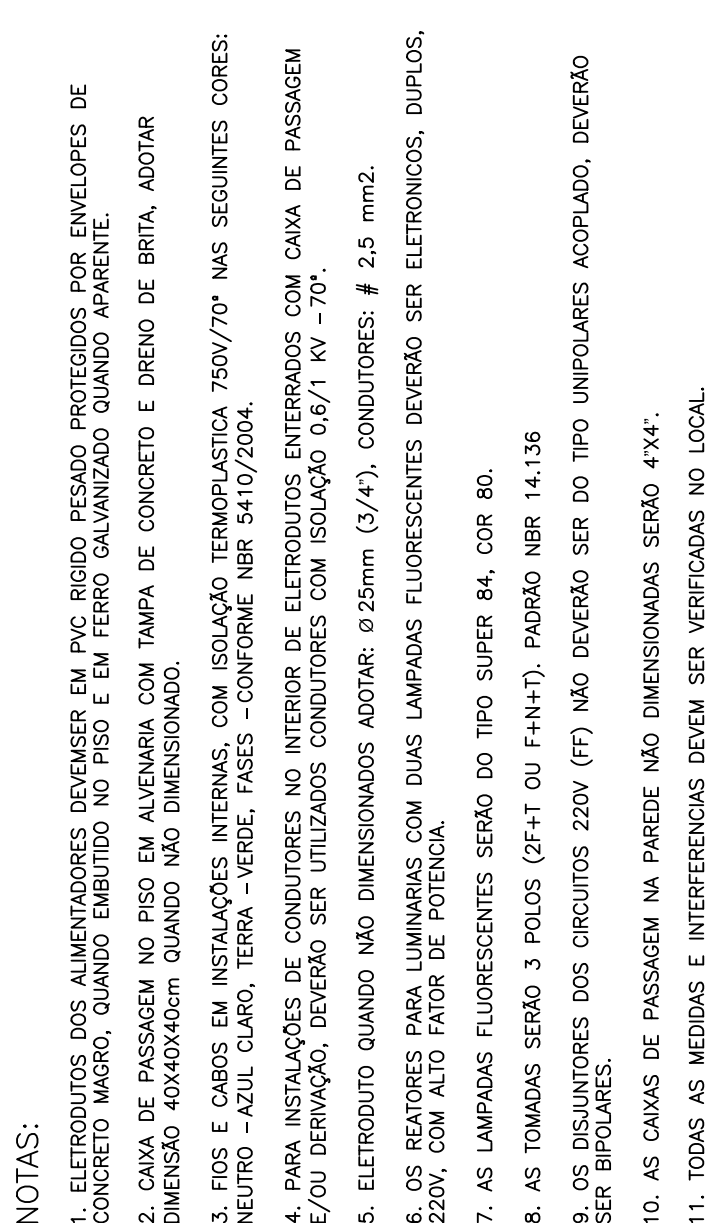 NOTAS:
1. ELETRODUTOS DOS ALIMENTADORES DEVEMSER EM PVC RIGIDO PESADO PROTEGIDOS POR ENVELOPES DE
CONCRETO MAGRO, QUANDO EMBUTIDO NO PISO E EM FERRO GALVANIZADO QUANDO APARENTE.
2. CAIXA DE PASSAGEM NO PISO EM ALVENARIA COM TAMPA DE CONCRETO E DRENO DE BRITA, ADOTAR
DIMENSÃO 40X40X40cm QUANDO NÃO DIMENSIONADO.
3. FIOS E CABOS EM INSTALAÇÕES INTERNAS, COM ISOLAÇÃO TERMOPLASTICA 750V/70° NAS SEGUINTES CORES:
NEUTRO –AZUL CLARO, TERRA –VERDE, FASES –CONFORME NBR 5410/2004.
4. PARA INSTALAÇÕES DE CONDUTORES NO INTERIOR DE ELETRODUTOS ENTERRADOS COM CAIXA DE PASSAGEM
E/OU DERIVAÇÃO, DEVERÃO SER UTILIZADOS CONDUTORES COM ISOLAÇÃO 0,6/1 KV –70°.
5. ELETRODUTO QUANDO NÃO DIMENSIONADOS ADOTAR: Ø25mm (3/4"), CONDUTORES: # 2,5 mm2.
6. OS REATORES PARA LUMINARIAS COM DUAS LAMPADAS FLUORESCENTES DEVERÃO SER ELETRONICOS, DUPLOS,
220V, COM ALTO FATOR DE POTENCIA.
7. AS LAMPADAS FLUORESCENTES SERÃO DO TIPO SUPER 84, COR 80.
8. AS TOMADAS SERÃO 3 POLOS (2F+T OU F+N+T). PADRÃO NBR 14.136
9. OS DISJUNTORES DOS CIRCUITOS 220V (FF) NÃO DEVERÃO SER DO TIPO UNIPOLARES ACOPLADO, DEVERÃO
SER BIPOLARES.
10. AS CAIXAS DE PASSAGEM NA PAREDE NÃO DIMENSIONADAS SERÃO 4"X4".
11. TODAS AS MEDIDAS E INTERFERENCIAS DEVEM SER VERIFICADAS NO LOCAL.